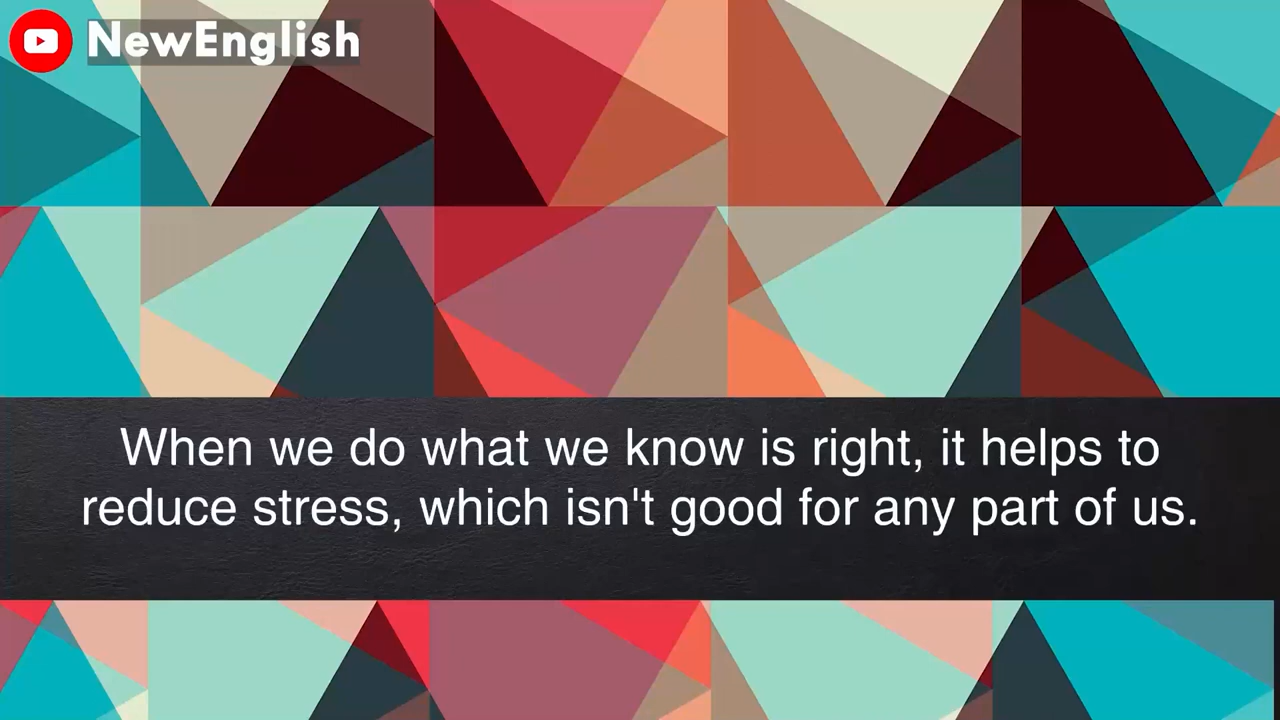 NewEnglish
When we do what we know is right, it helps to
reduce stress, which isn't good for any part of us.